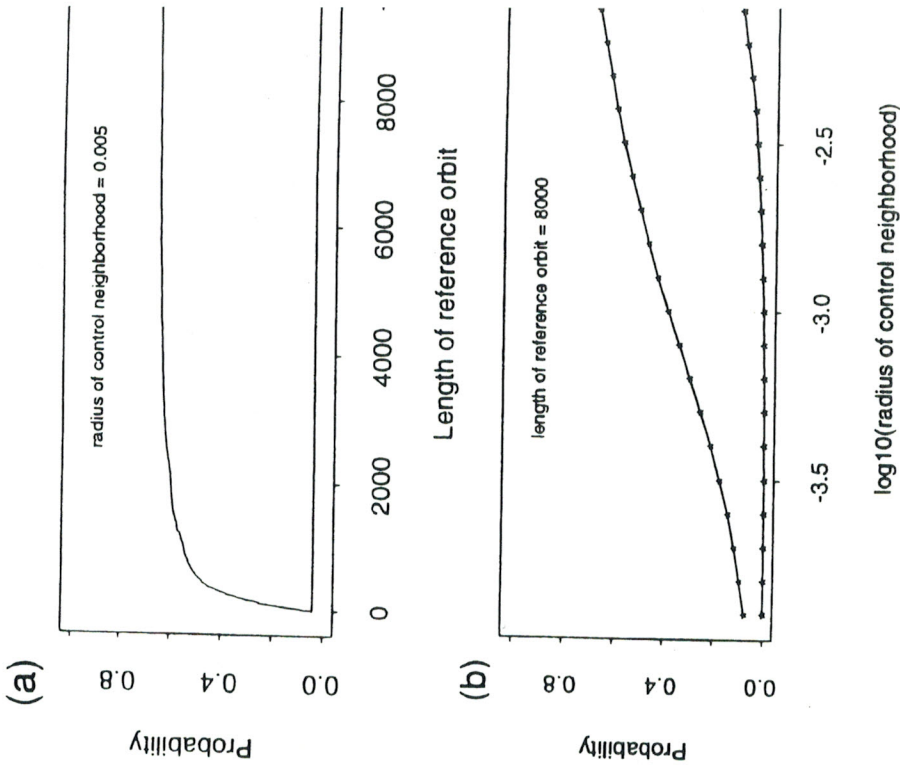 (a)
radius of control neighborhood = 0.005
Probability
0.0 0.4 0.8
0 2000 4000 6000 8000
Length of reference orbit
(b)
length of reference orbit = 8000
Probability
0.0 0.4 0.8
-3.5 -3.0 -2.5
log10(radius of control neighborhood)